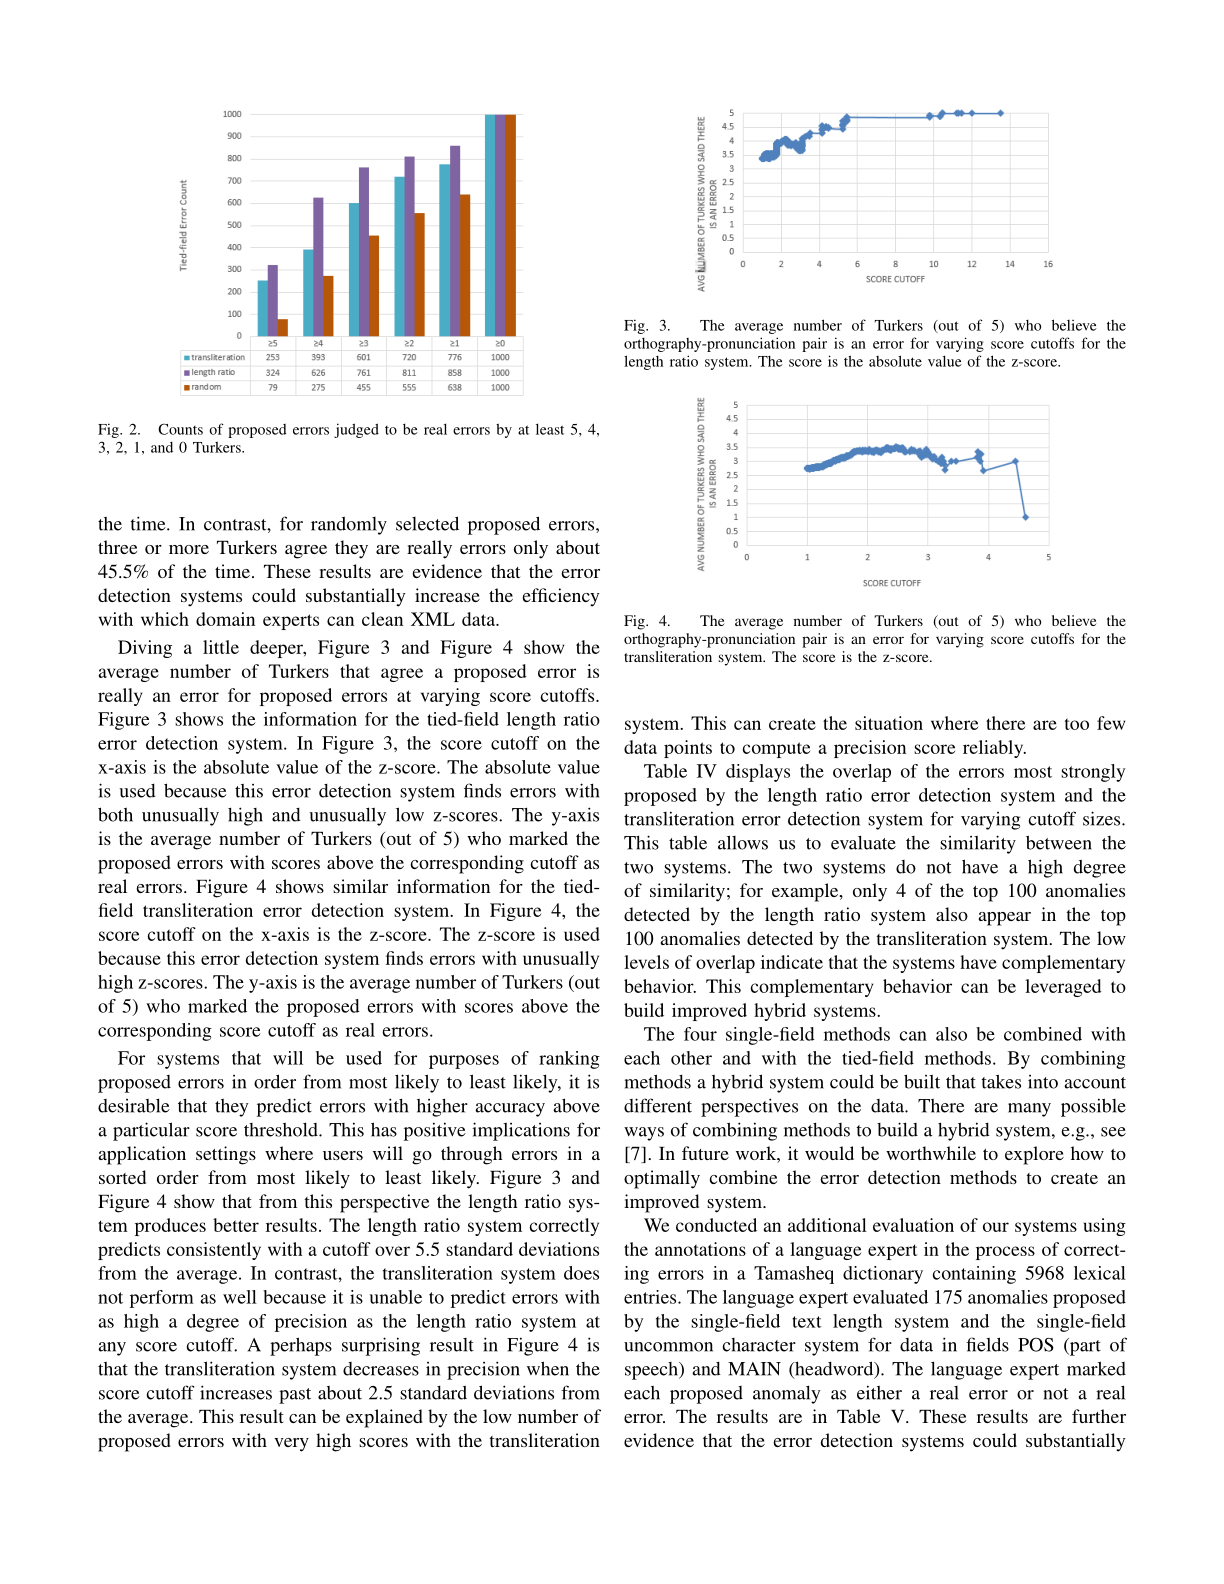 1000
900
800
700
600
500
400
300
200
100
0
Tied-field Error Count
≥5 ≥4 ≥3 ≥2 ≥1 ≥0
transliteration 253 393 601 720 776 1000
length ratio 324 626 761 811 858 1000
random 79 275 455 555 638 1000
Fig. 2. Counts of proposed errors judged to be real errors by at least 5, 4,
3, 2, 1, and 0 Turkers.
the time. In contrast, for randomly selected proposed errors,
three or more Turkers agree they are really errors only about
45.5% of the time. These results are evidence that the error
detection systems could substantially increase the efficiency
with which domain experts can clean XML data.
Diving a little deeper, Figure 3 and Figure 4 show the
average number of Turkers that agree a proposed error is
really an error for proposed errors at varying score cutoffs.
Figure 3 shows the information for the tied-field length ratio
error detection system. In Figure 3, the score cutoff on the
x-axis is the absolute value of the z-score. The absolute value
is used because this error detection system finds errors with
both unusually high and unusually low z-scores. The y-axis
is the average number of Turkers (out of 5) who marked the
proposed errors with scores above the corresponding cutoff as
real errors. Figure 4 shows similar information for the tied-
field transliteration error detection system. In Figure 4, the
score cutoff on the x-axis is the z-score. The z-score is used
because this error detection system finds errors with unusually
high z-scores. The y-axis is the average number of Turkers (out
of 5) who marked the proposed errors with scores above the
corresponding score cutoff as real errors.
For systems that will be used for purposes of ranking
proposed errors in order from most likely to least likely, it is
desirable that they predict errors with higher accuracy above
a particular score threshold. This has positive implications for
application settings where users will go through errors in a
sorted order from most likely to least likely. Figure 3 and
Figure 4 show that from this perspective the length ratio sys-
tem produces better results. The length ratio system correctly
predicts consistently with a cutoff over 5.5 standard deviations
from the average. In contrast, the transliteration system does
not perform as well because it is unable to predict errors with
as high a degree of precision as the length ratio system at
any score cutoff. A perhaps surprising result in Figure 4 is
that the transliteration system decreases in precision when the
score cutoff increases past about 2.5 standard deviations from
the average. This result can be explained by the low number of
proposed errors with very high scores with the transliteration
AVG NUMBER OF TURKERS WHO SAID THERE
IS AN ERROR
5
4.5
4
3.5
3
2.5
2
1.5
1
0.5
0
0 2 4 6 8 10 12 14 16
SCORE CUTOFF
Fig. 3. The average number of Turkers (out of 5) who believe the
orthography-pronunciation pair is an error for varying score cutoffs for the
length ratio system. The score is the absolute value of the z-score.
AVG NUMBER OF TURKERS WHO SAID THERE
IS AN ERROR
5
4.5
4
3.5
3
2.5
2
1.5
1
0.5
0
0 1 2 3 4 5
SCORE CUTOFF
Fig. 4. The average number of Turkers (out of 5) who believe the
orthography-pronunciation pair is an error for varying score cutoffs for the
transliteration system. The score is the z-score.
system. This can create the situation where there are too few
data points to compute a precision score reliably.
Table IV displays the overlap of the errors most strongly
proposed by the length ratio error detection system and the
transliteration error detection system for varying cutoff sizes.
This table allows us to evaluate the similarity between the
two systems. The two systems do not have a high degree
of similarity; for example, only 4 of the top 100 anomalies
detected by the length ratio system also appear in the top
100 anomalies detected by the transliteration system. The low
levels of overlap indicate that the systems have complementary
behavior. This complementary behavior can be leveraged to
build improved hybrid systems.
The four single-field methods can also be combined with
each other and with the tied-field methods. By combining
methods a hybrid system could be built that takes into account
different perspectives on the data. There are many possible
ways of combining methods to build a hybrid system, e.g., see
[7]. In future work, it would be worthwhile to explore how to
optimally combine the error detection methods to create an
improved system.
We conducted an additional evaluation of our systems using
the annotations of a language expert in the process of correct-
ing errors in a Tamasheq dictionary containing 5968 lexical
entries. The language expert evaluated 175 anomalies proposed
by the single-field text length system and the single-field
uncommon character system for data in fields POS (part of
speech) and MAIN (headword). The language expert marked
each proposed anomaly as either a real error or not a real
error. The results are in Table V. These results are further
evidence that the error detection systems could substantially